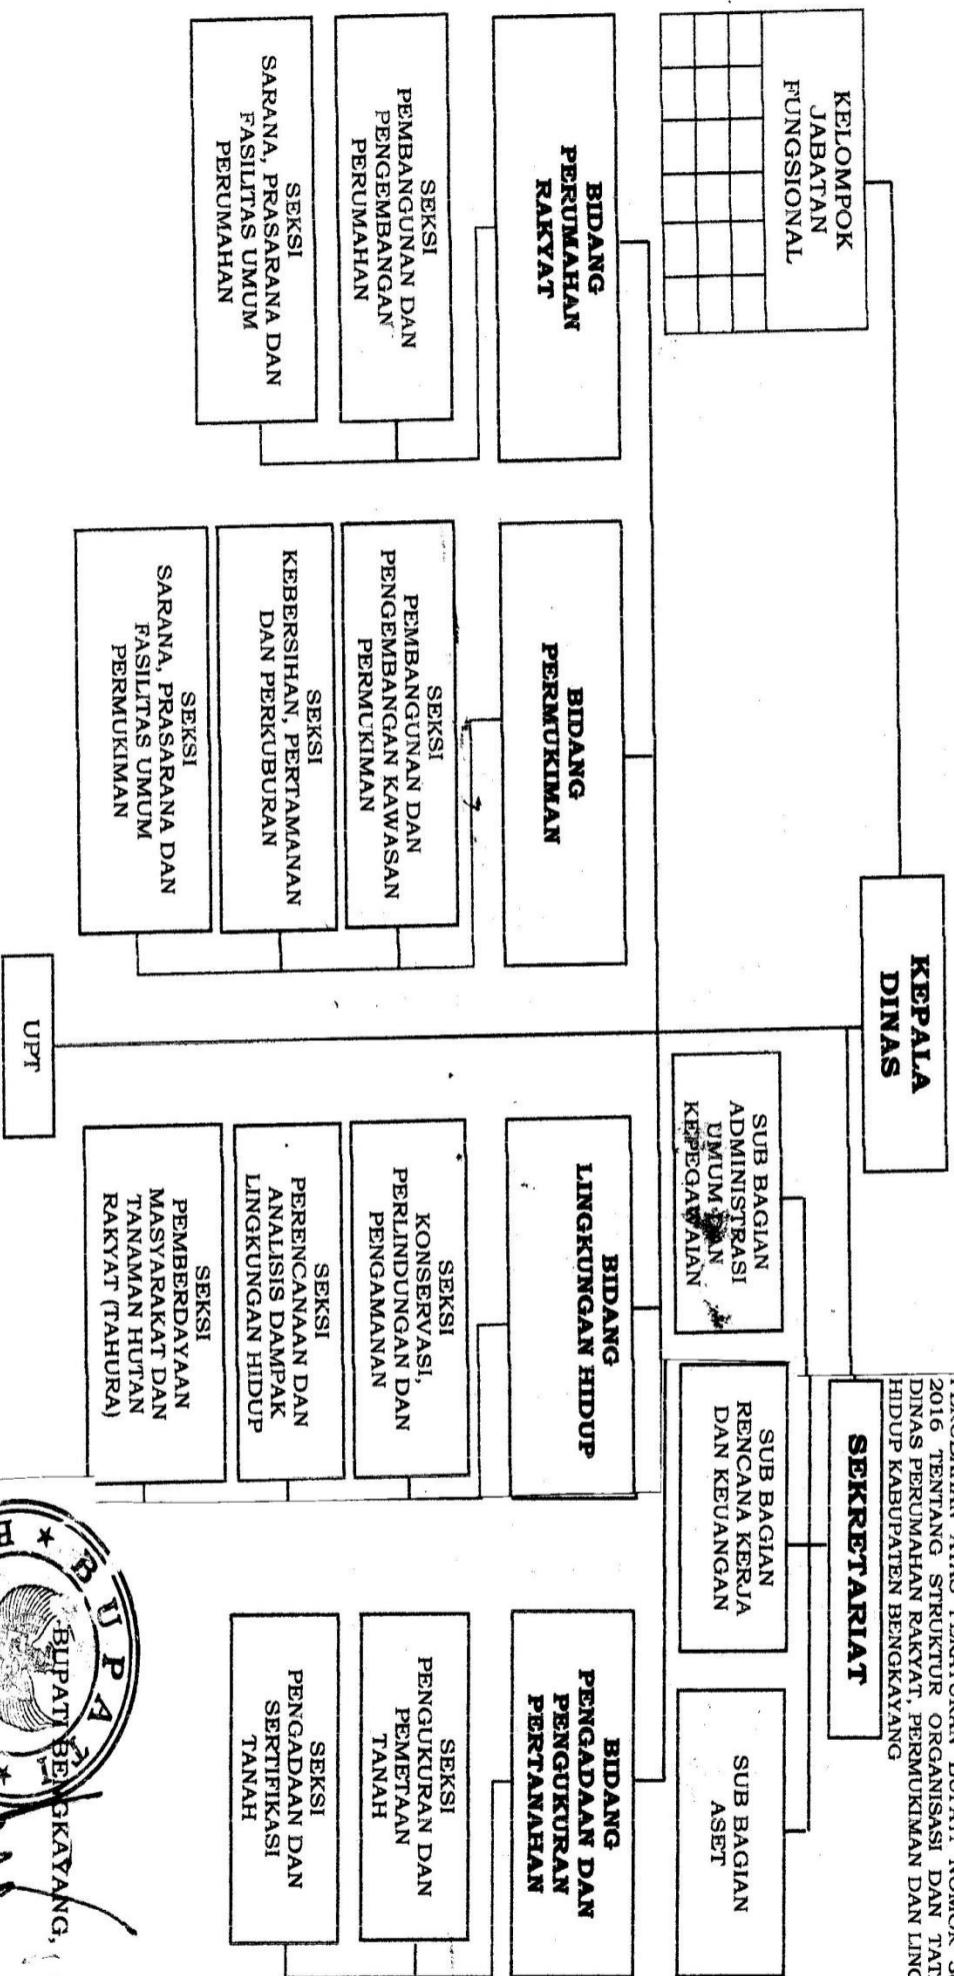 2016 TENTANG STRUKTUR ORGANISASI DAN TAT
DINAS PERUMAHAN RAKYAT, PERMUKIMAN DAN LING
HIDUP KABUPATEN BENGKAYANG
KEPALA
DINAS
KELOMPOK
JABATAN
FUNGSIONAL
SEKRETARIAT
SUB BAGIAN
ADMINISTRASI
UMUM DAN
KEPEGAWAIAN
SUB BAGIAN
RENCANA KERJA
DAN KEUANGAN
SUB BAGIAN
ASET
BIDANG
PERUMAHAN
RAKYAT
SEKSI
PEMBANGUNAN DAN
PENGEMBANGAN
PERUMAHAN
SEKSI
SARANA, PRASARANA DAN
FASILITAS UMUM
PERUMAHAN
BIDANG
PERMUKIMAN
SEKSI
PEMBANGUNAN DAN
PENGEMBANGAN KAWASAN
PERMUKIMAN
SEKSI
KEBERSIHAN, PERTAMANAN
DAN PERKUBURAN
SEKSI
SARANA, PRASARANA DAN
FASILITAS UMUM
PERMUKIMAN
BIDANG
LINGKUNGAN HIDUP
SEKSI
KONSERVASI,
PERLINDUNGAN DAN
PENGAMANAN
SEKSI
PERENCANAAN DAN
ANALISIS DAMPAK
LINGKUNGAN HIDUP
SEKSI
PEMBERDAYAAN
MASYARAKAT DAN
TANAMAN HUTAN
RAKYAT (TAHURA)
BIDANG
PENGADAAN DAN
PENGUKURAN
PERTANAHAN
SEKSI
PENGUKURAN DAN
PEMETAAN
TANAH
SEKSI
PENGADAAN DAN
SERTIFIKASI
TANAH
UPT
BUPATI BENGKAYANG,
BUPATI